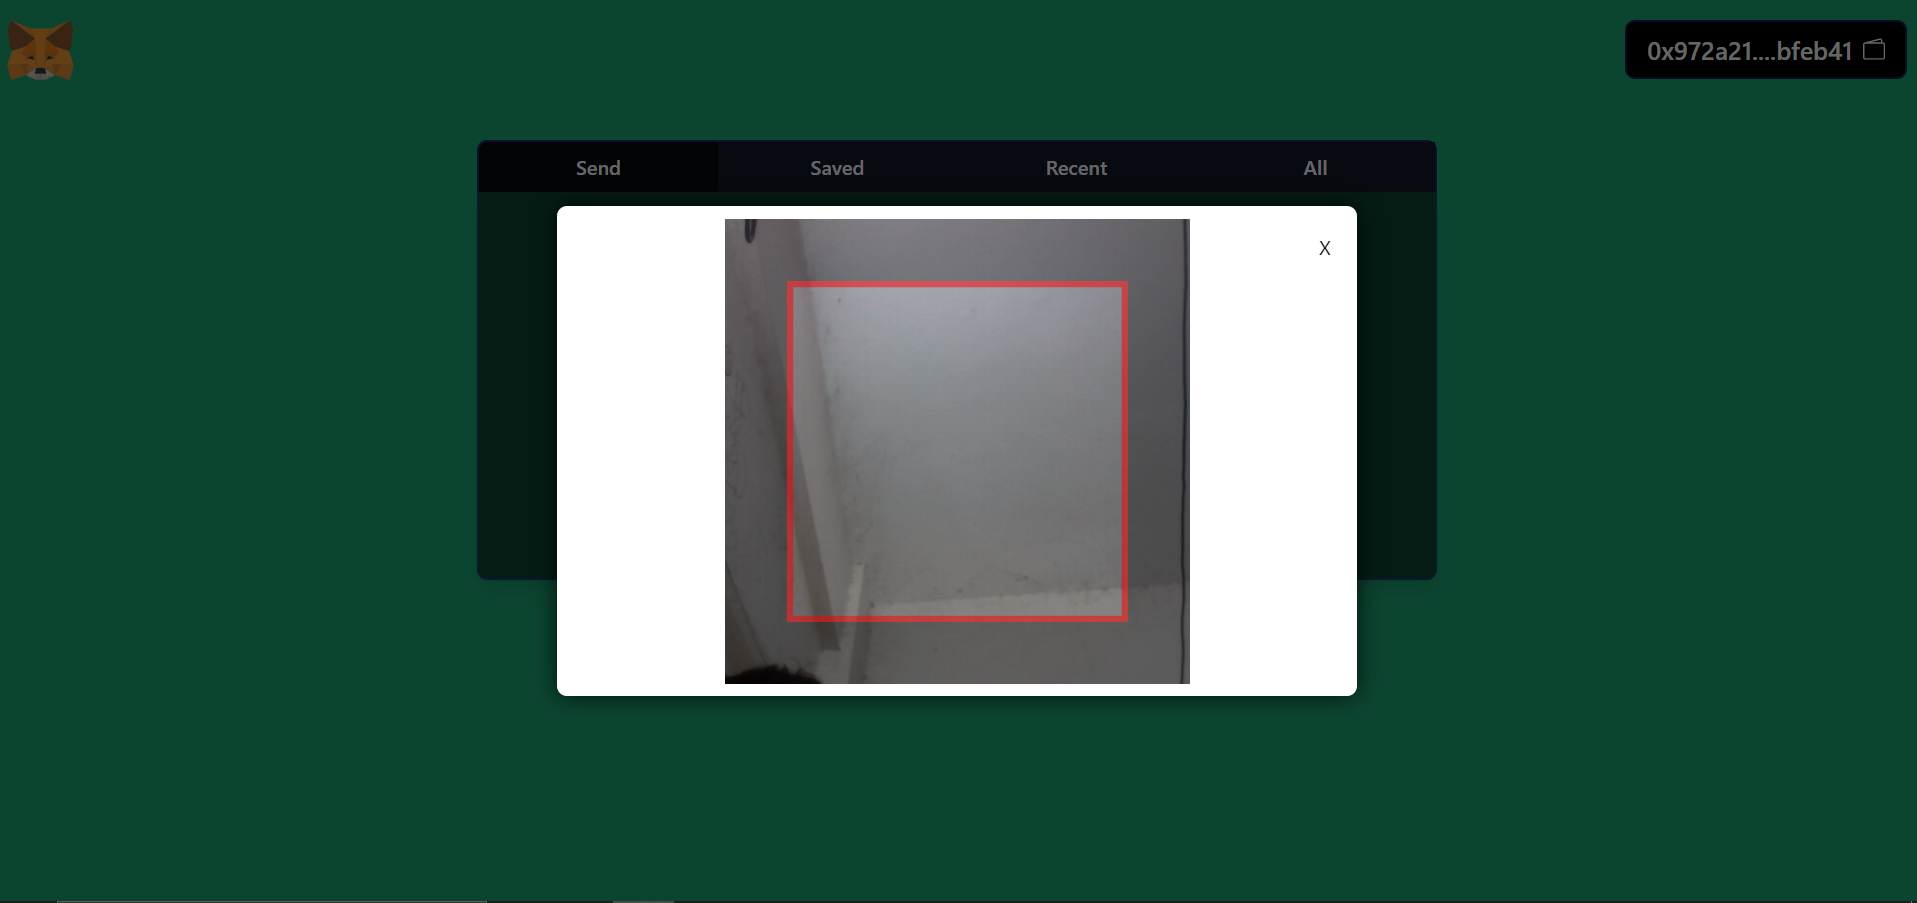 0x972a21....bfeb41
Send Saved Recent All
X